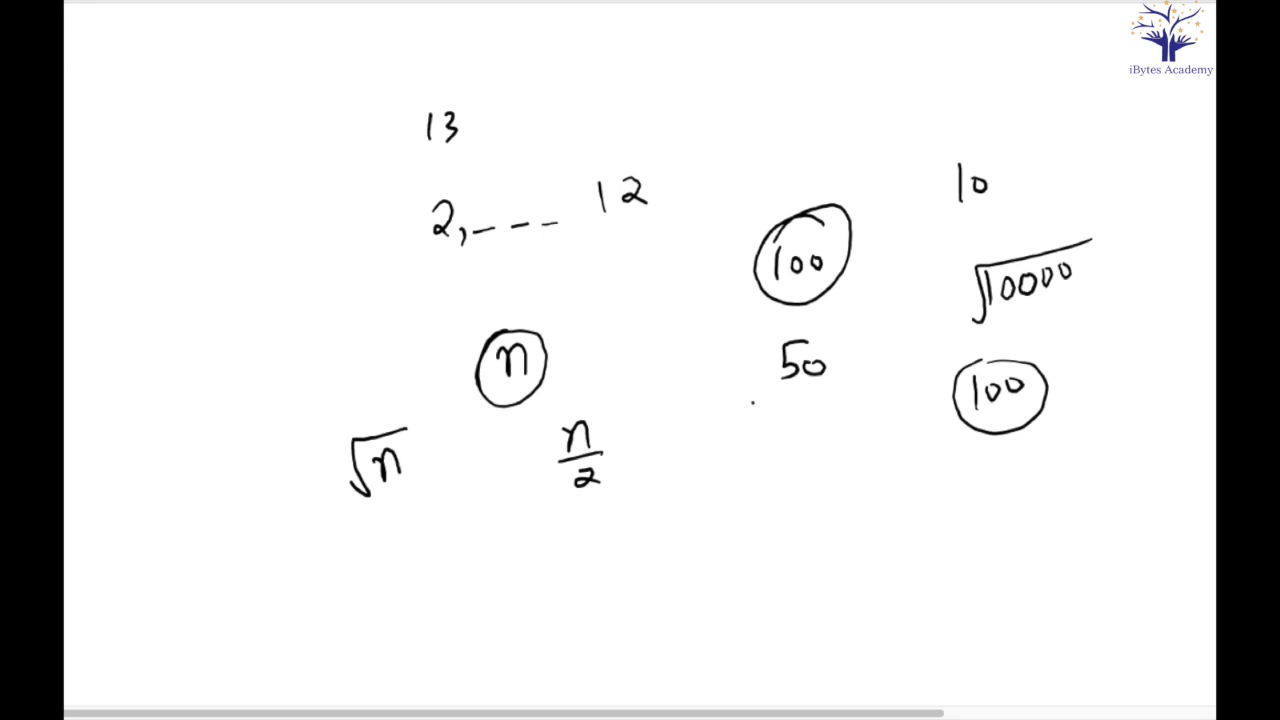 iBytes Academy
13
2, - - - 12
10
100
√10000
n
50
100
√n
n/2